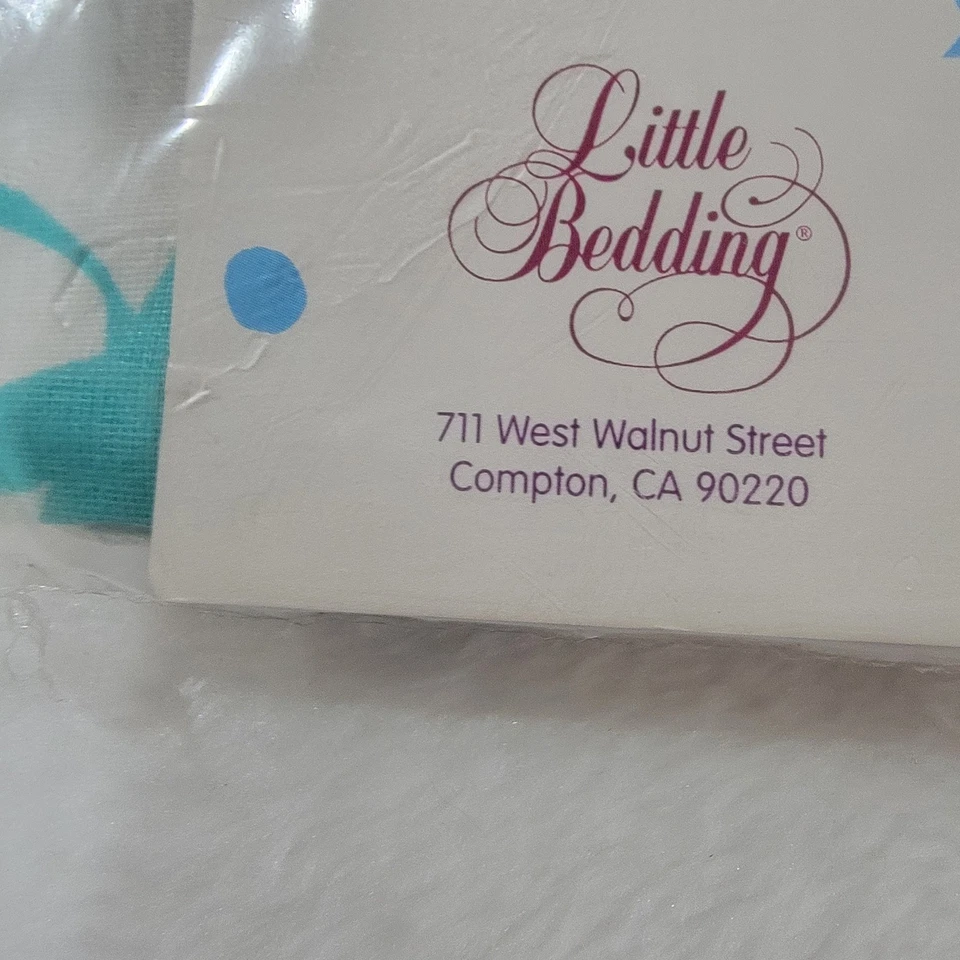 Little
Bedding®
711 West Walnut Street
Compton, CA 90220